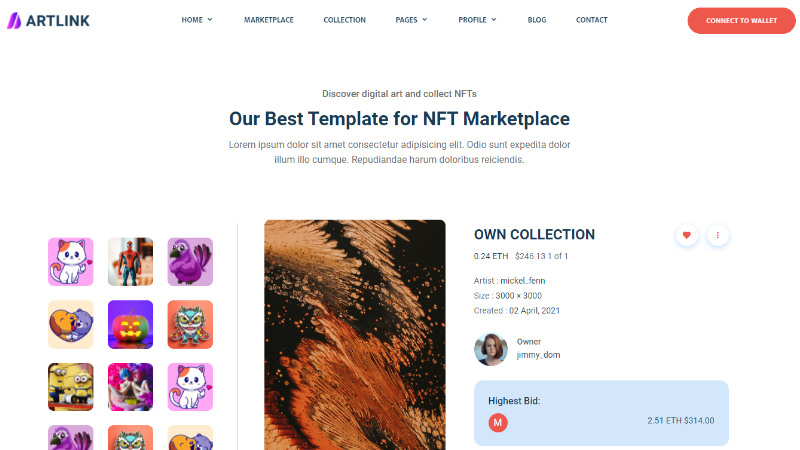 ARTLINK
HOME
MARKETPLACE
COLLECTION
PAGES
PROFILE
BLOG
CONTACT
CONNECT TO WALLET
Discover digital art and collect NFTs
Our Best Template for NFT Marketplace
Lorem ipsum dolor sit amet consectetur adipisicing elit. Odio sunt expedita dolor
illum illo cumque. Repudiandae harum doloribus reiciendis.
OWN COLLECTION
0.24 ETH $246.13 1 of 1
Artist : mickel_fenn
Size : 3000 × 3000
Created : 02 April, 2021
Owner
jimmy_dom
Highest Bid:
M
2.51 ETH $314.00